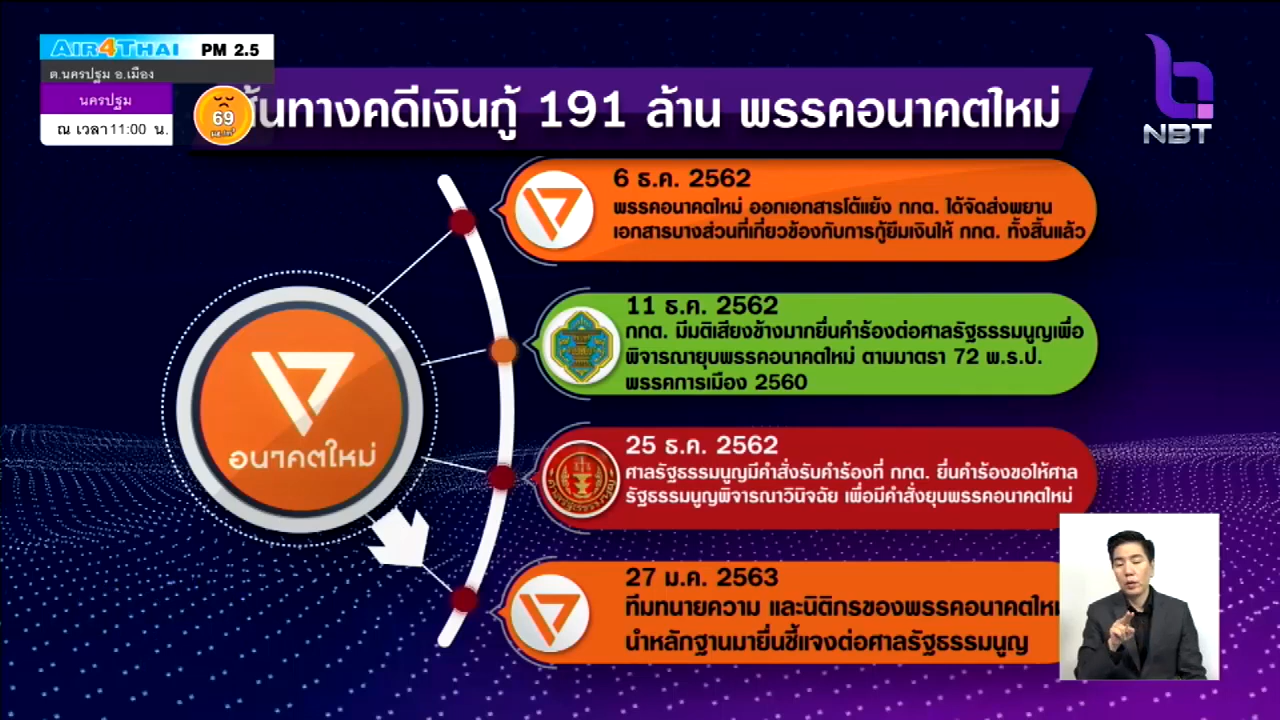 AIR4THAI PM 2.5
ต.นครปฐม อ.เมือง
นครปฐม
ณ เวลา 11:00 น.
69
เส้นทางคดีเงินกู้ 191 ล้าน พรรคอนาคตใหม่
NBT
6 ธ.ค. 2562
พรรคอนาคตใหม่ ออกเอกสารโต้แย้ง กกต. ได้จัดส่งพยาน
เอกสารบางส่วนที่เกี่ยวข้องกับการกู้ยืมเงินให้ กกต. ทั้งสิ้นแล้ว
11 ธ.ค. 2562
กกต. มีมติเสียงข้างมากยื่นคำร้องต่อศาลรัฐธรรมนูญเพื่อ
พิจารณายุบพรรคอนาคตใหม่ ตามมาตรา 72 พ.ร.ป.
พรรคการเมือง 2560
อนาคตใหม่
25 ธ.ค. 2562
ศาลรัฐธรรมนูญมีคำสั่งรับคำร้องที่ กกต. ยื่นคำร้องขอให้ศาล
รัฐธรรมนูญพิจารณาวินิจฉัย เพื่อมีคำสั่งยุบพรรคอนาคตใหม่
27 ม.ค. 2563
ทีมทนายความ และนิติกรของพรรคอนาคตใหม่
นำหลักฐานมายื่นชี้แจงต่อศาลรัฐธรรมนูญ